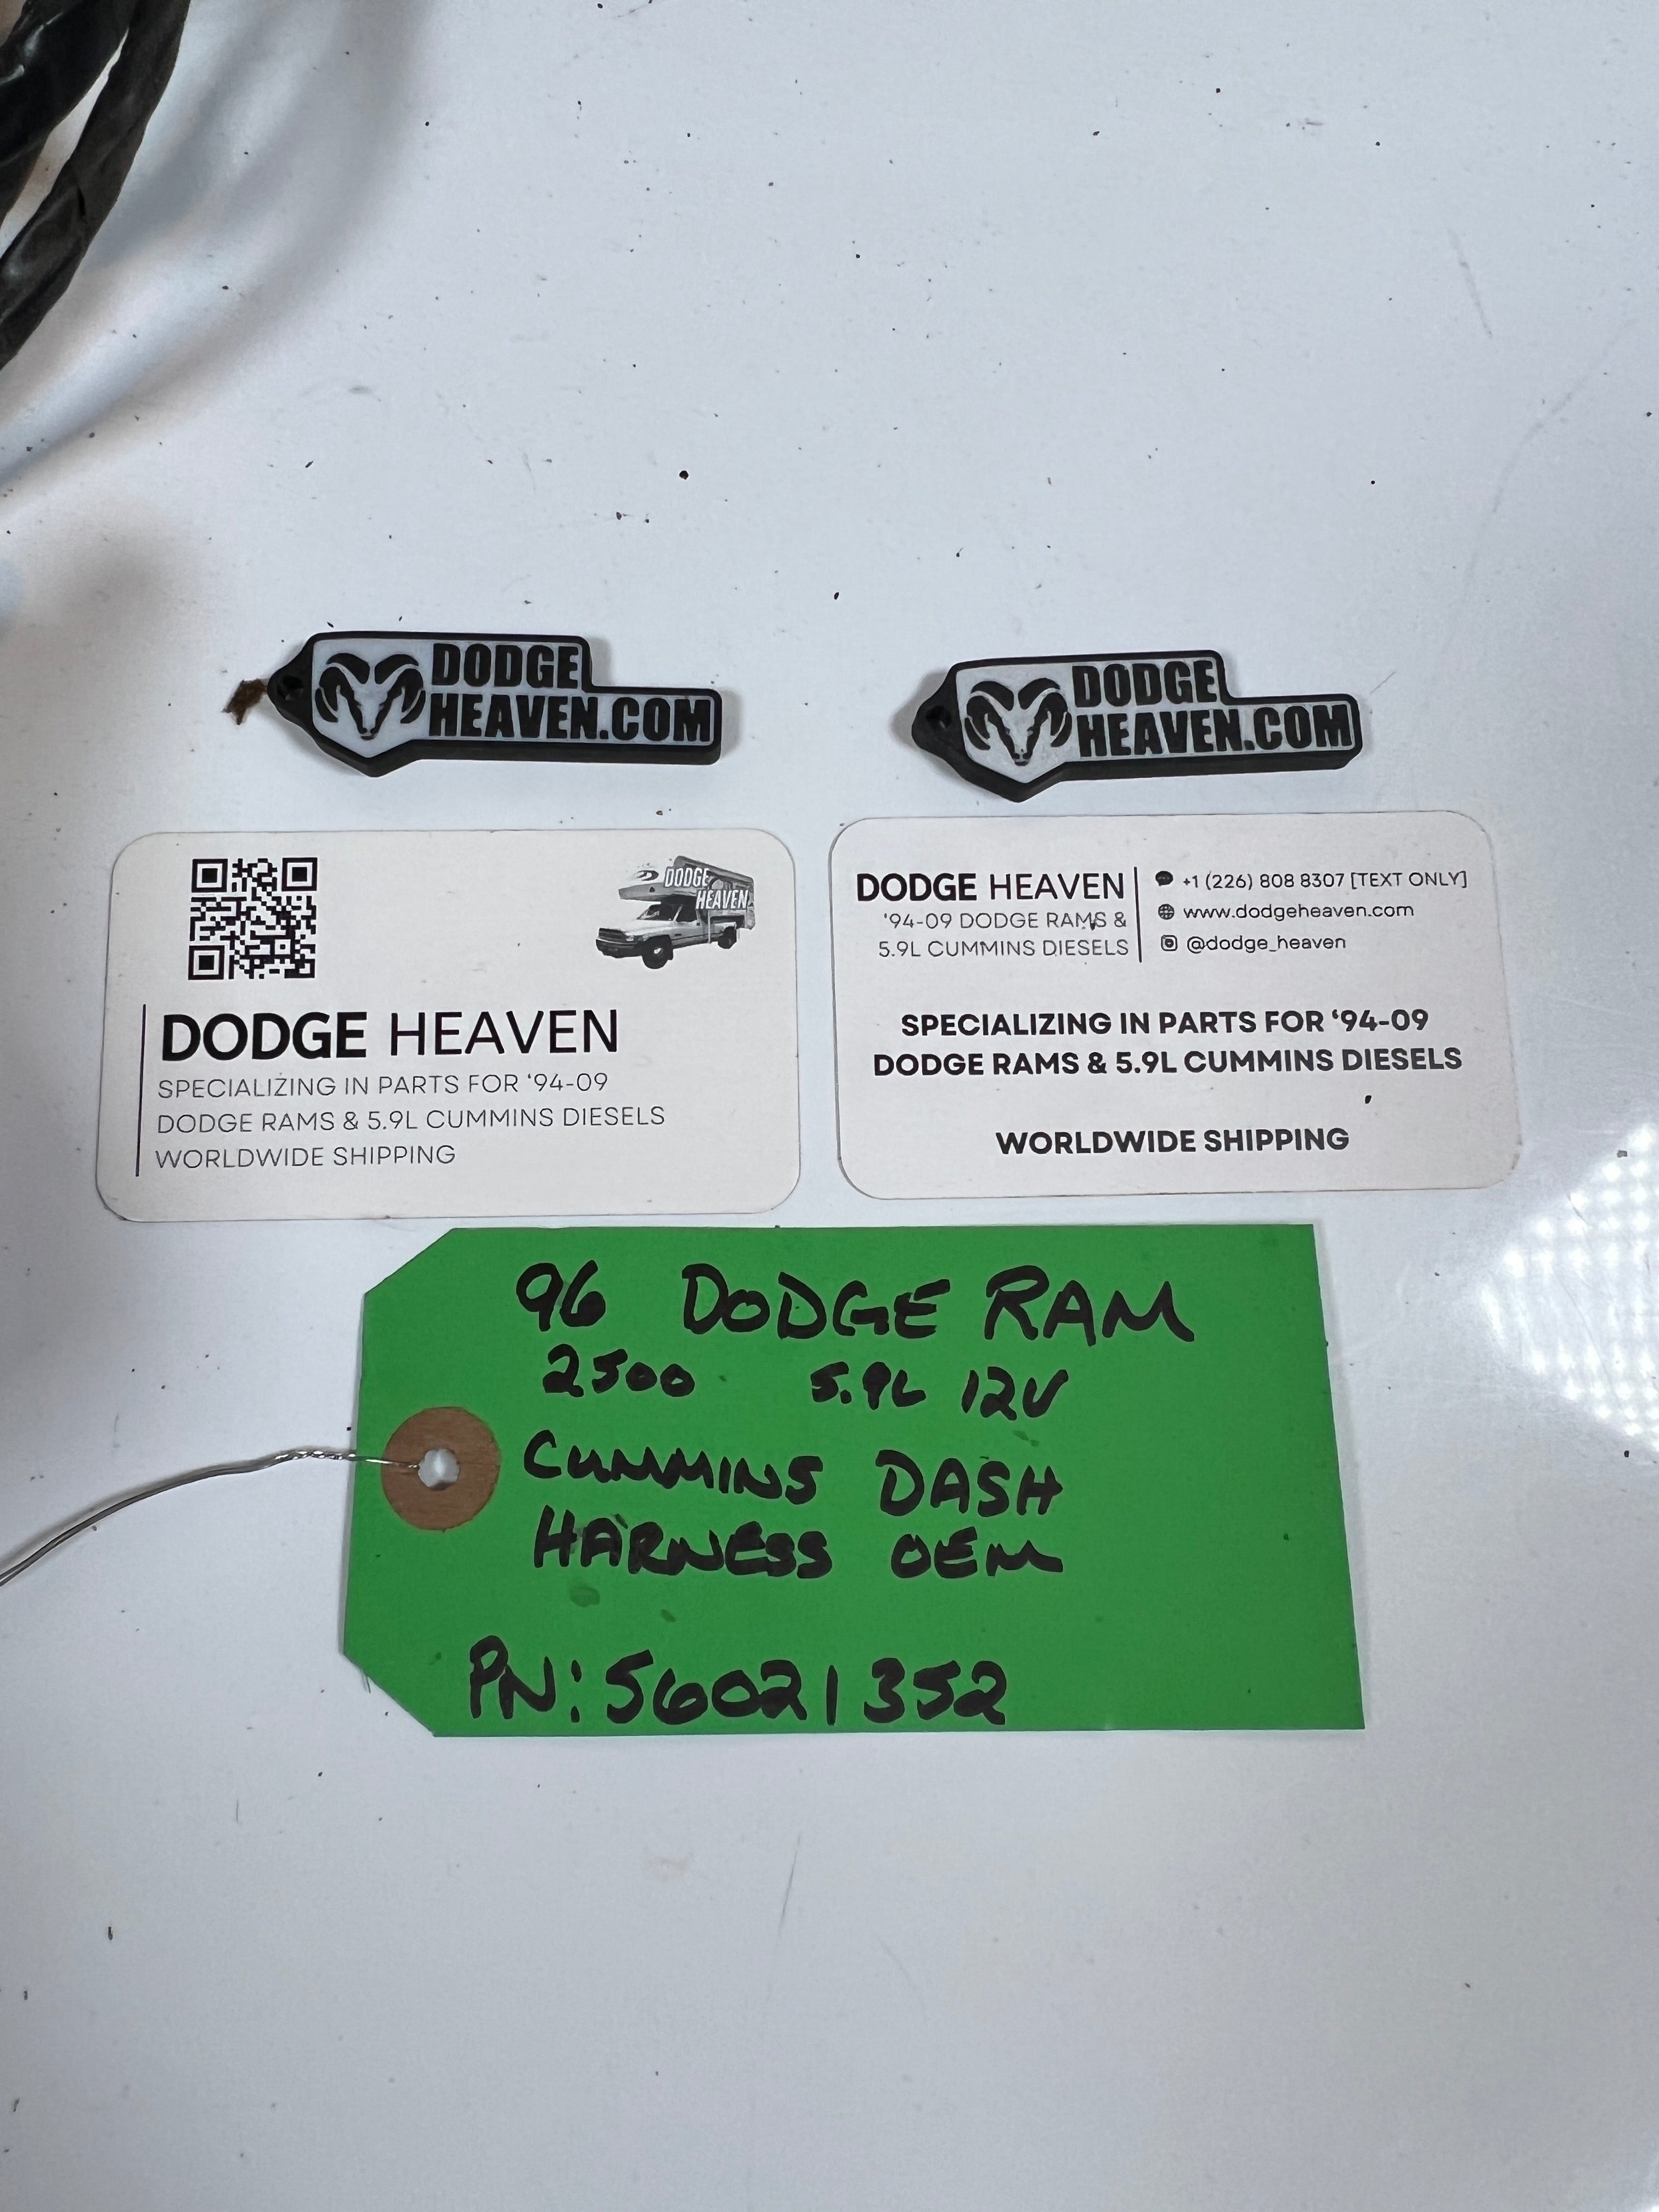 DODGE
HEAVEN.COM
DODGE
HEAVEN.COM
DODGE
HEAVEN
DODGE HEAVEN
SPECIALIZING IN PARTS FOR ‘94-09
DODGE RAMS & 5.9L CUMMINS DIESELS
WORLDWIDE SHIPPING
DODGE HEAVEN
‘94-09 DODGE RAMS &
5.9L CUMMINS DIESELS
+1 (226) 808 8307 [TEXT ONLY]
www.dodgeheaven.com
@dodge_heaven
SPECIALIZING IN PARTS FOR ‘94-09
DODGE RAMS & 5.9L CUMMINS DIESELS
WORLDWIDE SHIPPING
96 DODGE RAM
2500 5.9L 12V
CUMMINS DASH
HARNESS OEM
PN: 56021352